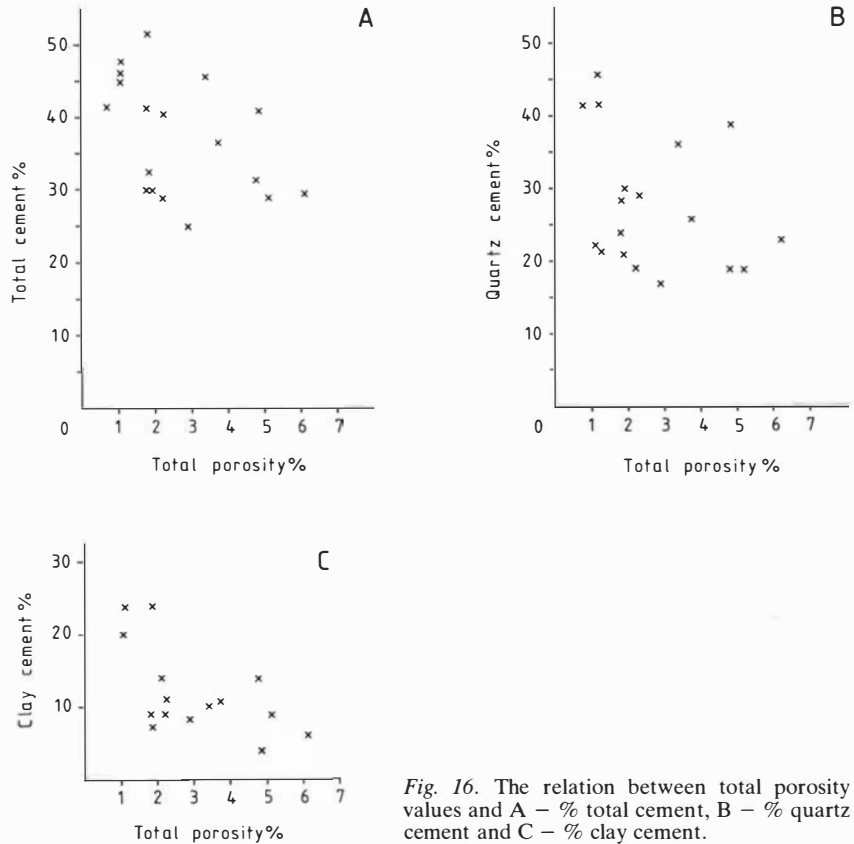 A
50
40
30
20
10
0
1 2 3 4 5 6 7
Total cement %
Total porosity %
B
50
40
30
20
10
0
1 2 3 4 5 6 7
Quartz cement %
Total porosity %
C
30
20
10
1 2 3 4 5 6 7
Clay cement %
Total porosity %
Fig. 16. The relation between total porosity
values and A – % total cement, B – % quartz
cement and C – % clay cement.